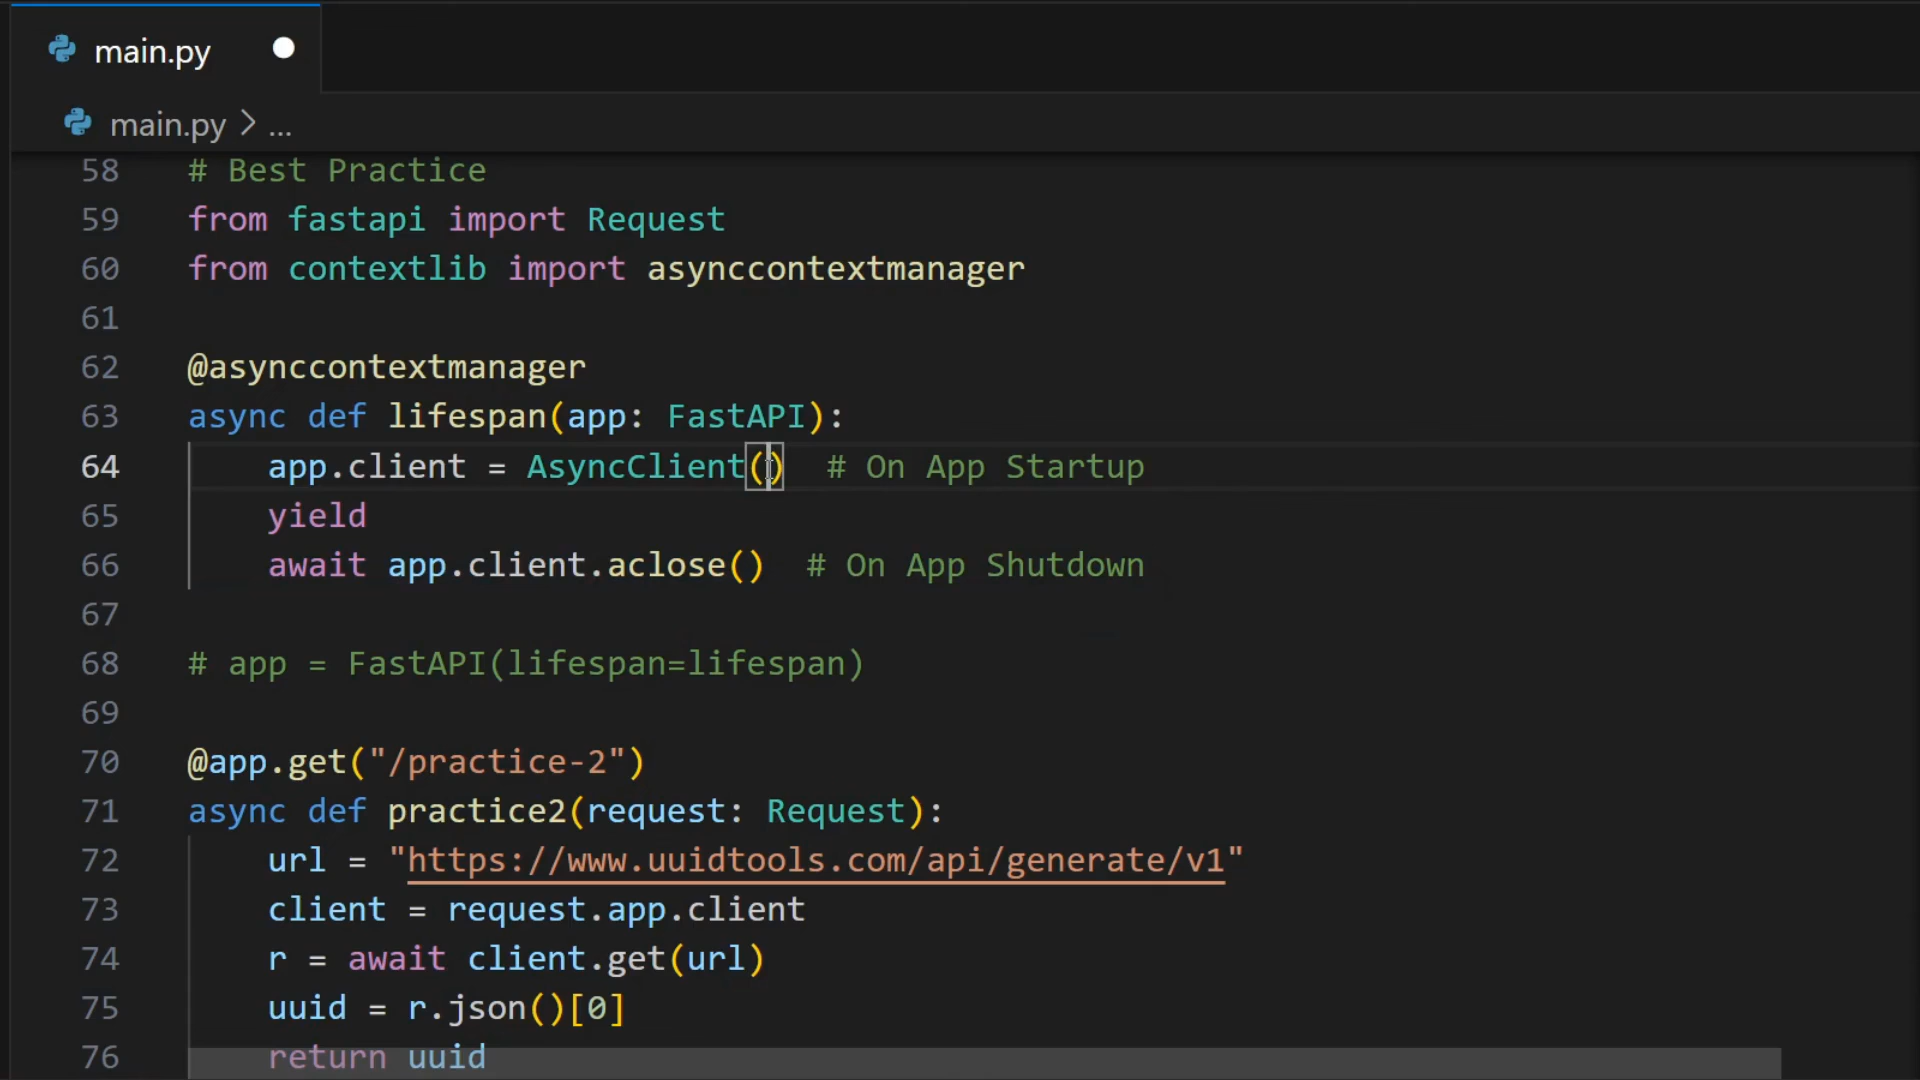 main.py
main.py > ...
58 # Best Practice
59 from fastapi import Request
60 from contextlib import asynccontextmanager
61
62 @asynccontextmanager
63 async def lifespan(app: FastAPI):
64     app.client = AsyncClient()  # On App Startup
65     yield
66     await app.client.aclose()  # On App Shutdown
67
68 # app = FastAPI(lifespan=lifespan)
69
70 @app.get("/practice-2")
71 async def practice2(request: Request):
72     url = "https://www.uuidtools.com/api/generate/v1"
73     client = request.app.client
74     r = await client.get(url)
75     uuid = r.json()[0]
76     return uuid